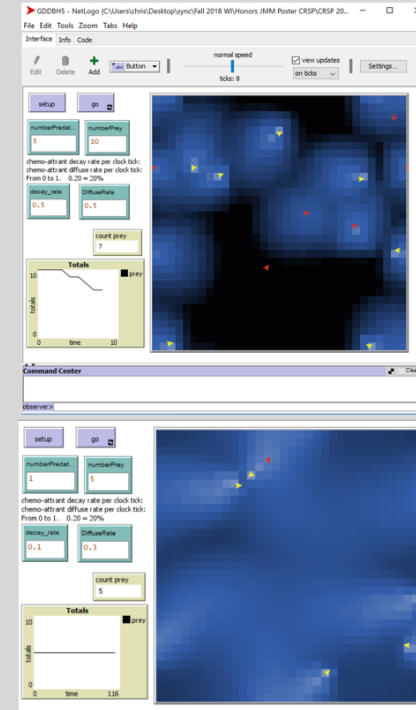 GDDBHS - NetLogo {C:\Users\chris\Desktop\sync\Fall 2018 WI\Honors JMM Poster CRSP\CRSP 20...
File Edit Tools Zoom Tabs Help
Interface Info Code
Edit Delete Add Button
normal speed
ticks: 8
view updates
on ticks
Settings...
setup go
numberPredat... numberPrey
5 10
chemo-attrant decay rate per clock tick:
chemo-attrant diffuse rate per clock tick:
From 0 to 1. 0.20 = 20%
decay_rate DiffuseRate
0.5 0.5
count prey
7
Totals
10
totals
0
0 time 10
prey
Command Center
observer>
setup go
numberPredat... numberPrey
1 5
chemo-attrant decay rate per clock tick:
chemo-attrant diffuse rate per clock tick:
From 0 to 1. 0.20 = 20%
decay_rate DiffuseRate
0.1 0.3
count prey
5
Totals
10
totals
0
0 time 116
prey